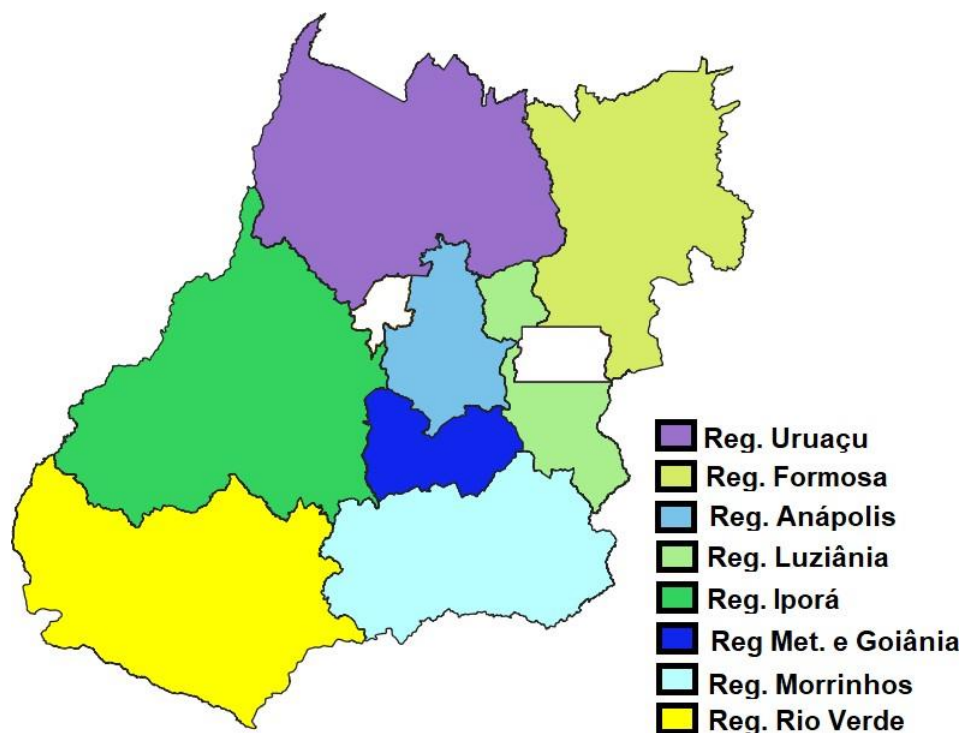 Reg. Uruaçu
Reg. Formosa
Reg. Anápolis
Reg. Luziânia
Reg. Iporá
Reg Met. e Goiânia
Reg. Morrinhos
Reg. Rio Verde